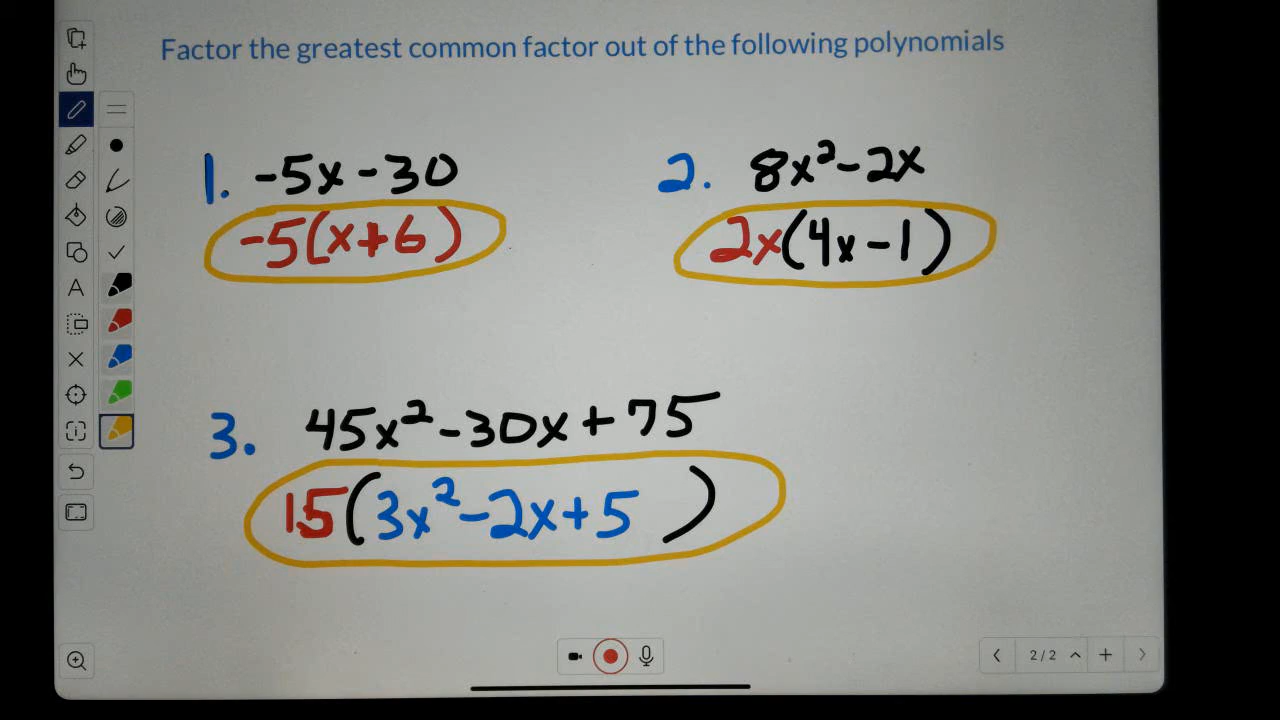 Factor the greatest common factor out of the following polynomials
1. -5x-30
-5(x+6)
2. 8x²-2x
2x(4x-1)
3. 45x²-30x+75
15(3x²-2x+5)
A
2/2